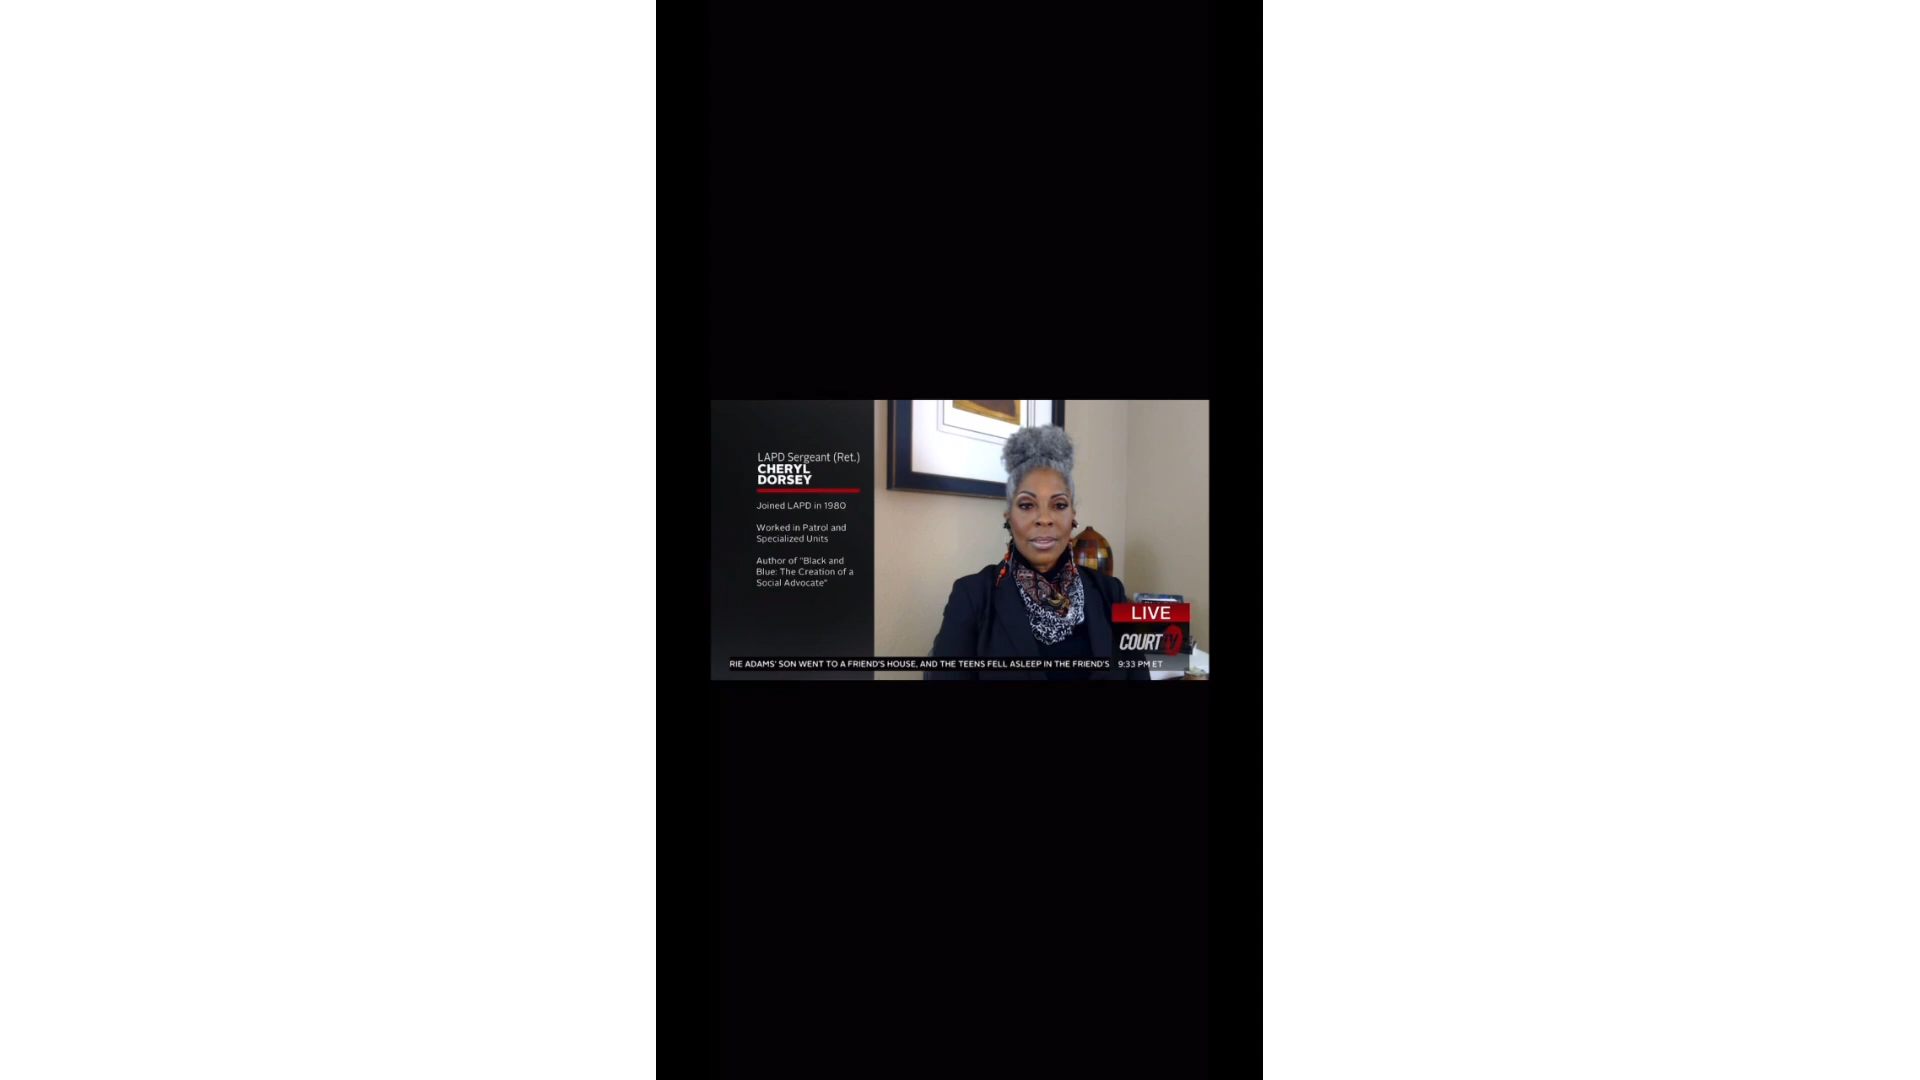 LAPD Sergeant (Ret.)
CHERYL
DORSEY
Joined LAPD in 1980
Worked in Patrol and
Specialized Units
Author of "Black and
Blue: The Creation of a
Social Advocate"
LIVE
COURT TV
RIE ADAMS' SON WENT TO A FRIEND'S HOUSE, AND THE TEENS FELL ASLEEP IN THE FRIEND'S
9:33 PM ET